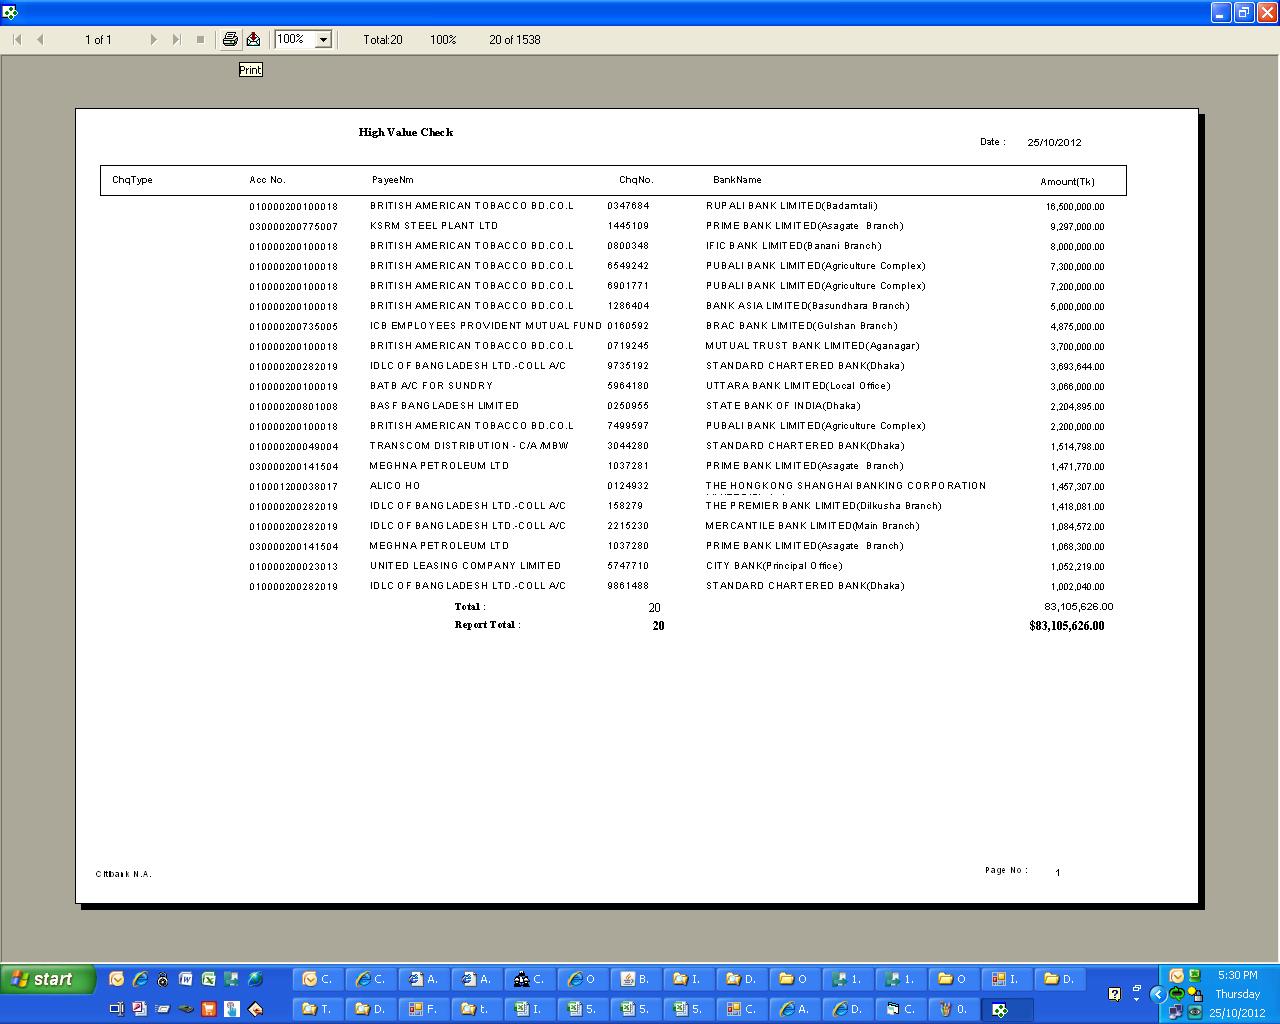 1 of 1 100% Total:20 100% 20 of 1538
Print
High Value Check
Date : 25/10/2012
ChqType Acc No. PayeeNm ChqNo. BankName Amount(Tk)
010000200100018 BRITISH AMERICAN TOBACCO BD.CO.L 0347684 RUPALI BANK LIMITED(Badamtali) 16,500,000.00
030000200775007 KSRM STEEL PLANT LTD 1445109 PRIME BANK LIMITED(Asagate Branch) 9,297,000.00
010000200100018 BRITISH AMERICAN TOBACCO BD.CO.L 0800348 IFIC BANK LIMITED(Banani Branch) 8,000,000.00
010000200100018 BRITISH AMERICAN TOBACCO BD.CO.L 6549242 PUBALI BANK LIMITED(Agriculture Complex) 7,300,000.00
010000200100018 BRITISH AMERICAN TOBACCO BD.CO.L 6901771 PUBALI BANK LIMITED(Agriculture Complex) 7,200,000.00
010000200100018 BRITISH AMERICAN TOBACCO BD.CO.L 1286404 BANK ASIA LIMITED(Basundhara Branch) 5,000,000.00
010000200735005 ICB EMPLOYEES PROVIDENT MUTUAL FUND 0160592 BRAC BANK LIMITED(Gulshan Branch) 4,875,000.00
010000200100018 BRITISH AMERICAN TOBACCO BD.CO.L 0719245 MUTUAL TRUST BANK LIMITED(Aganagar) 3,700,000.00
010000200282019 IDLC OF BANGLADESH LTD.-COLL A/C 9735192 STANDARD CHARTERED BANK(Dhaka) 3,693,644.00
010000200100019 BATB A/C FOR SUNDRY 5964180 UTTARA BANK LIMITED(Local Office) 3,066,000.00
010000200801008 BASF BANGLADESH LIMITED 0250955 STATE BANK OF INDIA(Dhaka) 2,204,895.00
010000200100018 BRITISH AMERICAN TOBACCO BD.CO.L 7499597 PUBALI BANK LIMITED(Agriculture Complex) 2,200,000.00
010000200049004 TRANSCOM DISTRIBUTION - C/A /MBW 3044280 STANDARD CHARTERED BANK(Dhaka) 1,514,798.00
030000200141504 MEGHNA PETROLEUM LTD 1037281 PRIME BANK LIMITED(Asagate Branch) 1,471,770.00
010001200038017 ALICO HO 0124932 THE HONGKONG SHANGHAI BANKING CORPORATION 1,457,307.00
010000200282019 IDLC OF BANGLADESH LTD.-COLL A/C 158279 THE PREMIER BANK LIMITED(Dilkusha Branch) 1,418,081.00
010000200282019 IDLC OF BANGLADESH LTD.-COLL A/C 2215230 MERCANTILE BANK LIMITED(Main Branch) 1,084,572.00
030000200141504 MEGHNA PETROLEUM LTD 1037280 PRIME BANK LIMITED(Asagate Branch) 1,068,300.00
010000200023013 UNITED LEASING COMPANY LIMITED 5747710 CITY BANK(Principal Office) 1,052,219.00
010000200282019 IDLC OF BANGLADESH LTD.-COLL A/C 9861488 STANDARD CHARTERED BANK(Dhaka) 1,002,040.00
Total : 20 83,105,626.00
Report Total : 20 $83,105,626.00
Citibank N.A. Page No : 1
start C. C. A. A. C. O B. I. D. O 1. 1. O I. D. 5:30 PM
Thursday
T. D. F. t. I. 5. 5. 5. C. A. D. C. 0. 25/10/2012